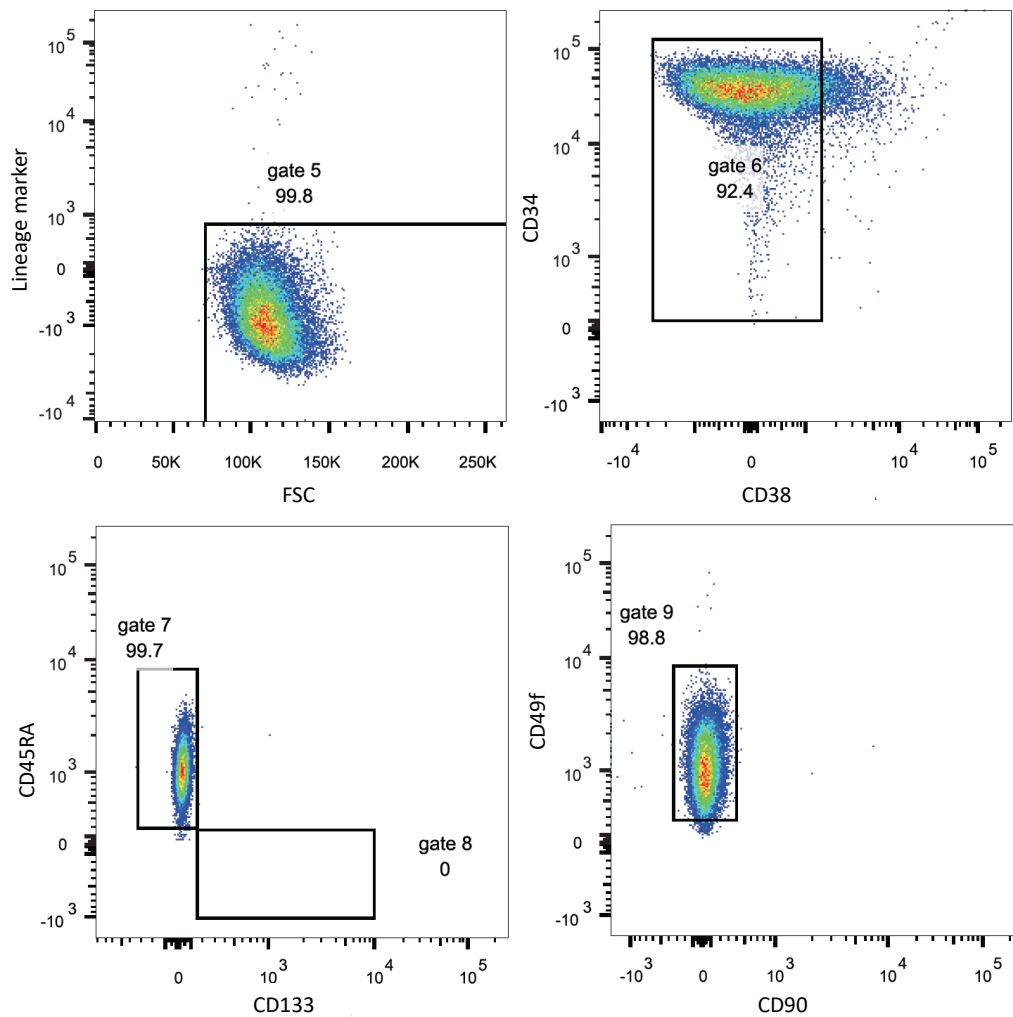 10^5
10^4
10^3
0
-10^3
-10^4
Lineage marker
gate 5
99.8
0
50K
100K
150K
200K
250K
FSC
10^5
10^4
10^3
0
-10^3
CD34
gate 6
92.4
-10^4
0
10^4
10^5
CD38
10^5
10^4
10^3
0
-10^3
CD45RA
gate 7
99.7
gate 8
0
0
10^3
10^4
10^5
CD133
10^5
10^4
10^3
0
-10^3
CD49f
gate 9
98.8
-10^3
0
10^3
10^4
10^5
CD90